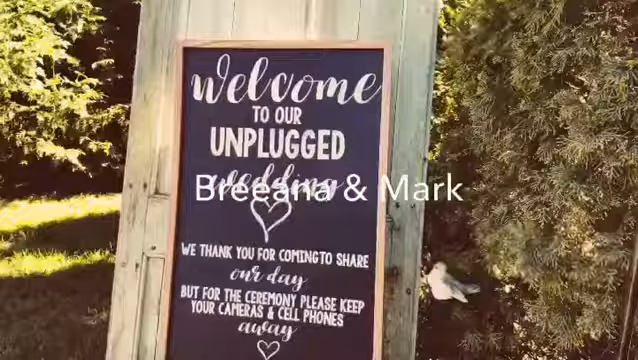 Welcome
TO OUR
UNPLUGGED
wedding
Breeana & Mark
WE THANK YOU FOR COMING TO SHARE
our day
BUT FOR THE CEREMONY PLEASE KEEP
YOUR CAMERAS & CELL PHONES
away